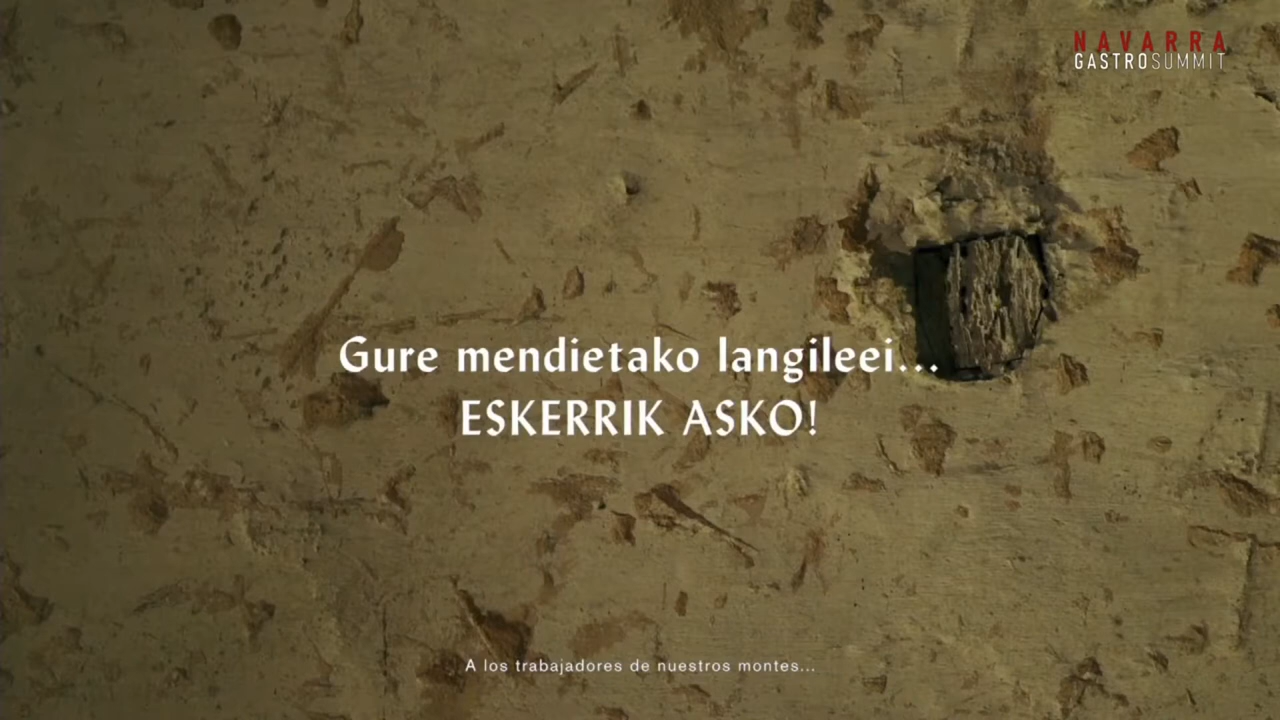 NAVARRA
GASTROSUMMIT
Gure mendietako langileei...
ESKERRIK ASKO!
A los trabajadores de nuestros montes...